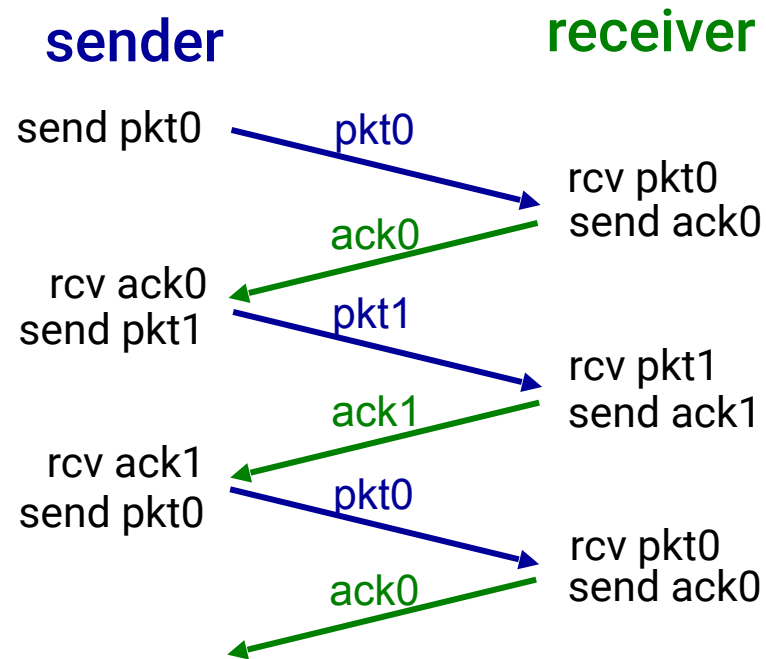 sender
receiver
send pkt0
pkt0
rcv pkt0
send ack0
ack0
rcv ack0
send pkt1
pkt1
rcv pkt1
send ack1
ack1
rcv ack1
send pkt0
pkt0
rcv pkt0
send ack0
ack0